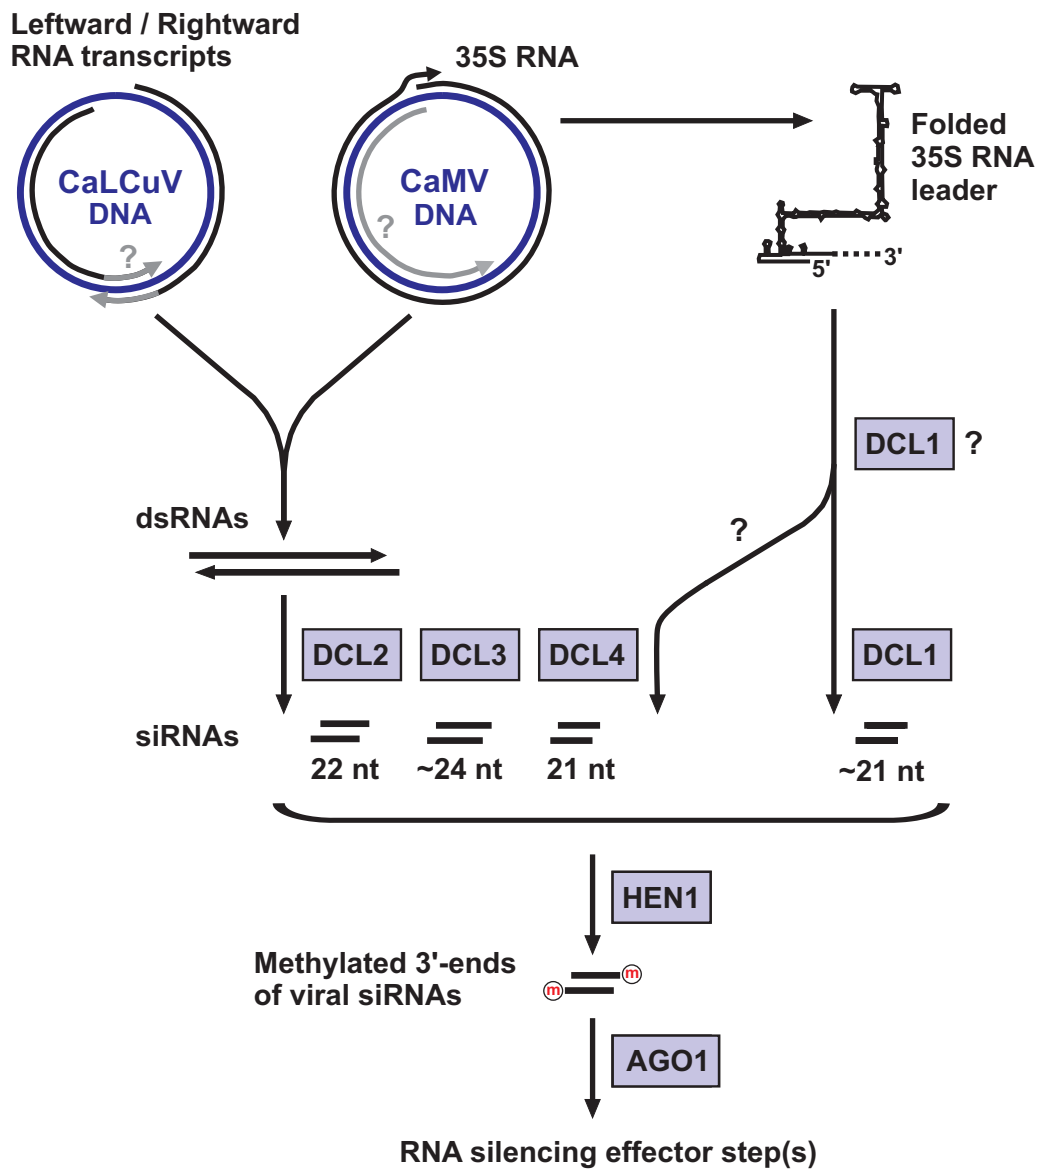 Leftward / Rightward
RNA transcripts
35S RNA
CaLCuV
DNA
?
CaMV
DNA
?
Folded
35S RNA
leader
5'
3'
DCL1 ?
dsRNAs
?
DCL2
DCL3
DCL4
DCL1
siRNAs
22 nt
~24 nt
21 nt
~21 nt
HEN1
Methylated 3'-ends
of viral siRNAs
m
m
AGO1
RNA silencing effector step(s)